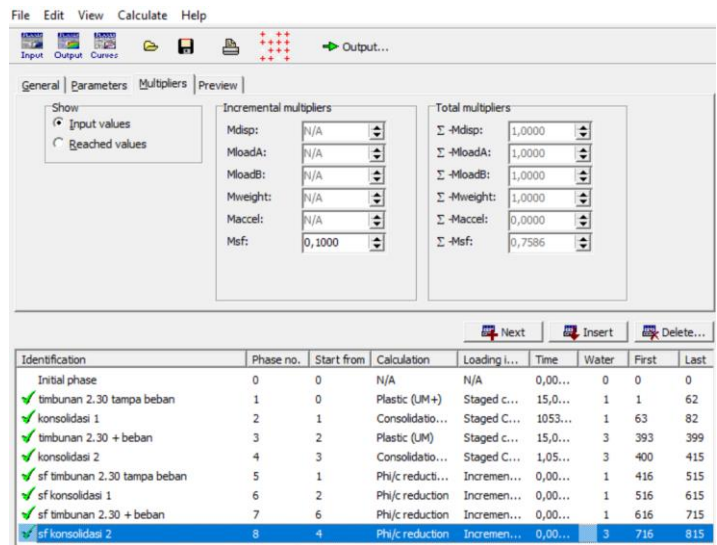 File Edit View Calculate Help
Input Output Curves Output...
General Parameters Multipliers Preview
Show
Input values
Reached values
Incremental multipliers
Mdisp: N/A
MloadA: N/A
MloadB: N/A
Mweight: N/A
Maccel: N/A
Msf: 0,1000
Total multipliers
Σ -Mdisp: 1,0000
Σ -MloadA: 1,0000
Σ -MloadB: 1,0000
Σ -Mweight: 1,0000
Σ -Maccel: 0,0000
Σ -Msf: 0,7586
Next Insert Delete...
Identification Phase no. Start from Calculation Loading i... Time Water First Last
Initial phase 0 0 N/A N/A 0,00... 0 0 0
timbunan 2.30 tampa beban 1 0 Plastic (UM+) Staged c... 15,0... 1 1 62
konsolidasi 1 2 1 Consolidatio... Staged C... 1053... 1 63 82
timbunan 2.30 + beban 3 2 Plastic (UM) Staged c... 15,0... 3 393 399
konsolidasi 2 4 3 Consolidatio... Staged C... 1,05... 3 400 415
sf timbunan 2.30 tampa beban 5 1 Phi/c reducti... Incremen... 0,00... 1 416 515
sf konsolidasi 1 6 2 Phi/c reduction Incremen... 0,00... 1 516 615
sf timbunan 2.30 + beban 7 6 Phi/c reduction Incremen... 0,00... 1 616 715
sf konsolidasi 2 8 4 Phi/c reduction Incremen... 0,00... 3 716 815